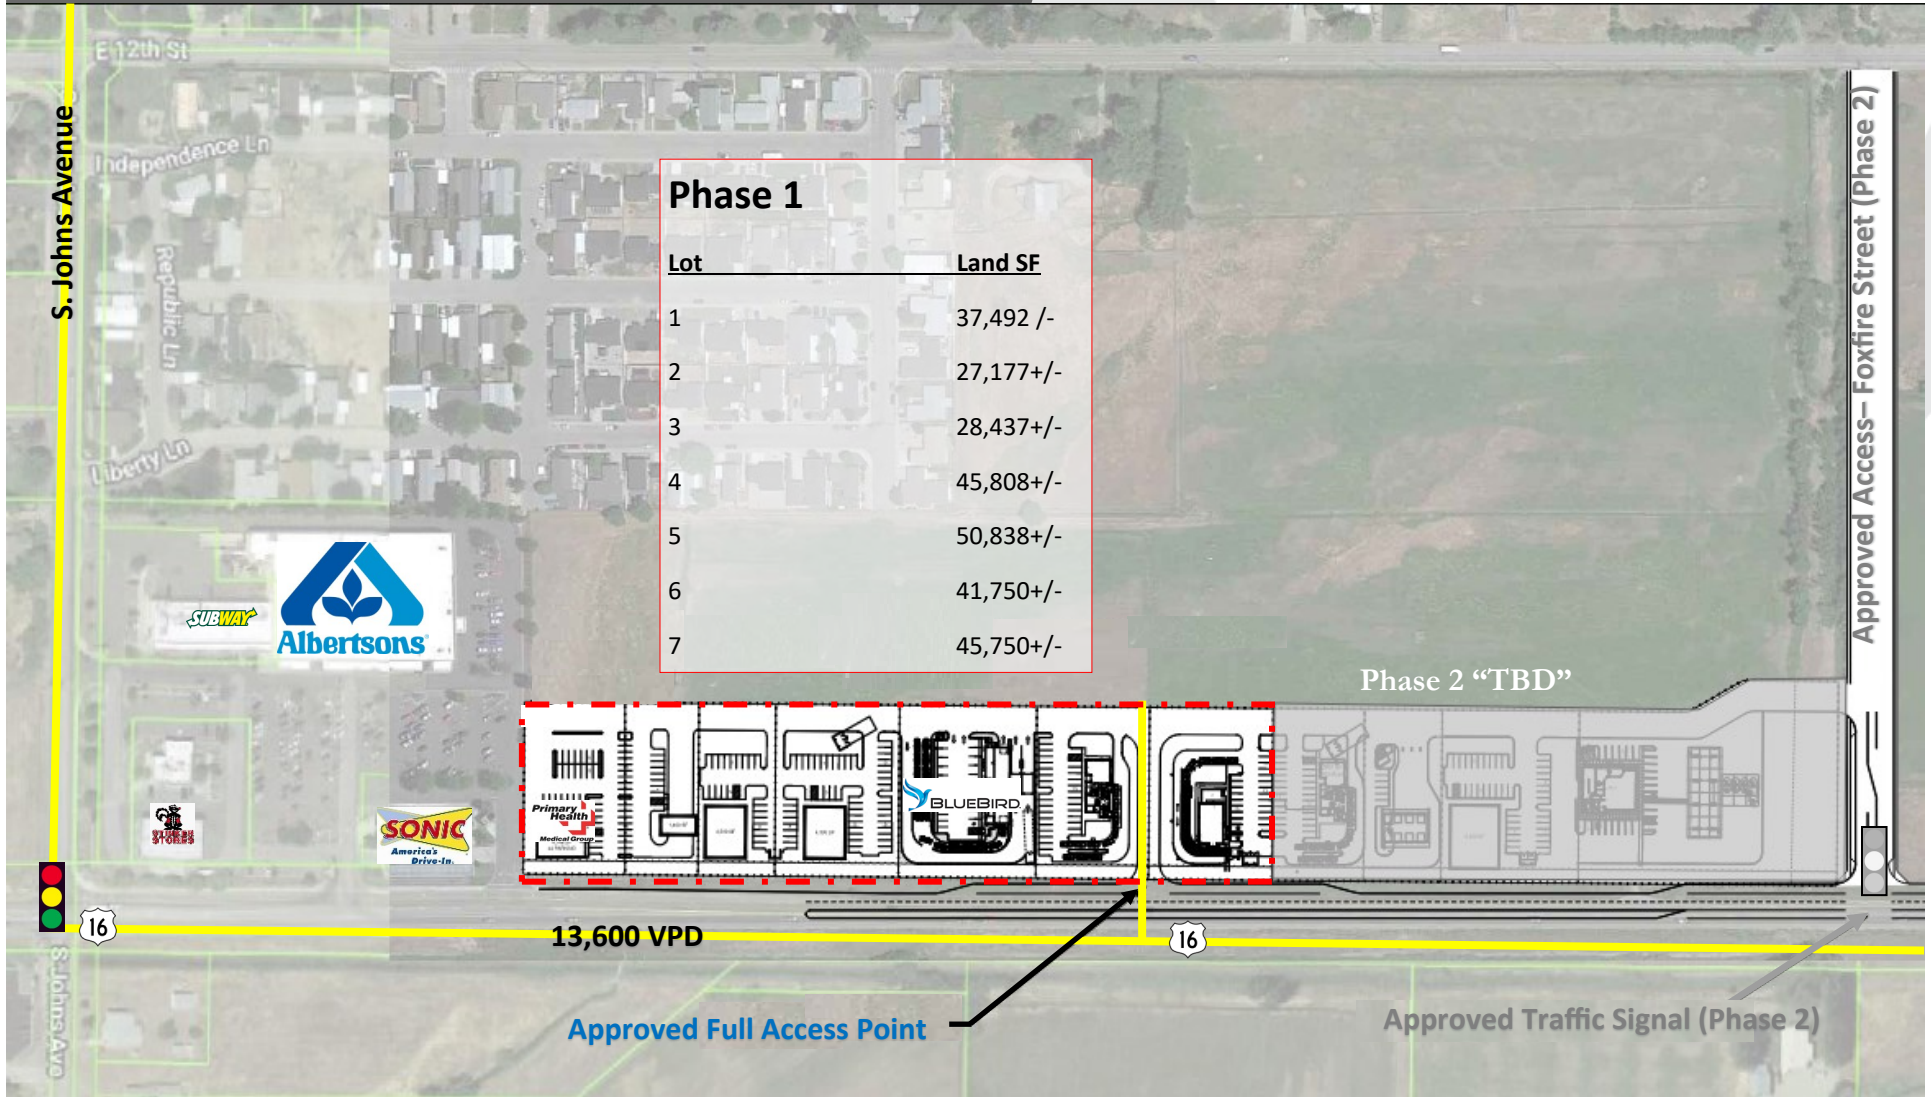 E 12th St
S. Johns Avenue
Independence Ln
Republic Ln
Liberty Ln
Phase 1
Lot Land SF
1 37,492 /-
2 27,177+/-
3 28,437+/-
4 45,808+/-
5 50,838+/-
6 41,750+/-
7 45,750+/-
Approved Access– Foxfire Street (Phase 2)
SUBWAY
Albertsons
Phase 2 “TBD”
STINKER
STORES
SONIC
America's
Drive-In.
Primary
Health
Medical Group
BLUEBIRD
16
13,600 VPD
16
S Johns Ave
Approved Full Access Point
Approved Traffic Signal (Phase 2)